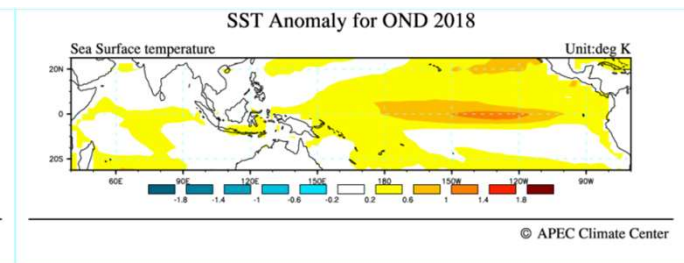 SST Anomaly for OND 2018
Sea Surface temperature Unit:deg K
20N
0
20S
60E 90E 120E 150E 180 150W 120W 90W
-1.8 -1.4 -1 -0.6 -0.2 0.2 0.6 1 1.4 1.8
© APEC Climate Center